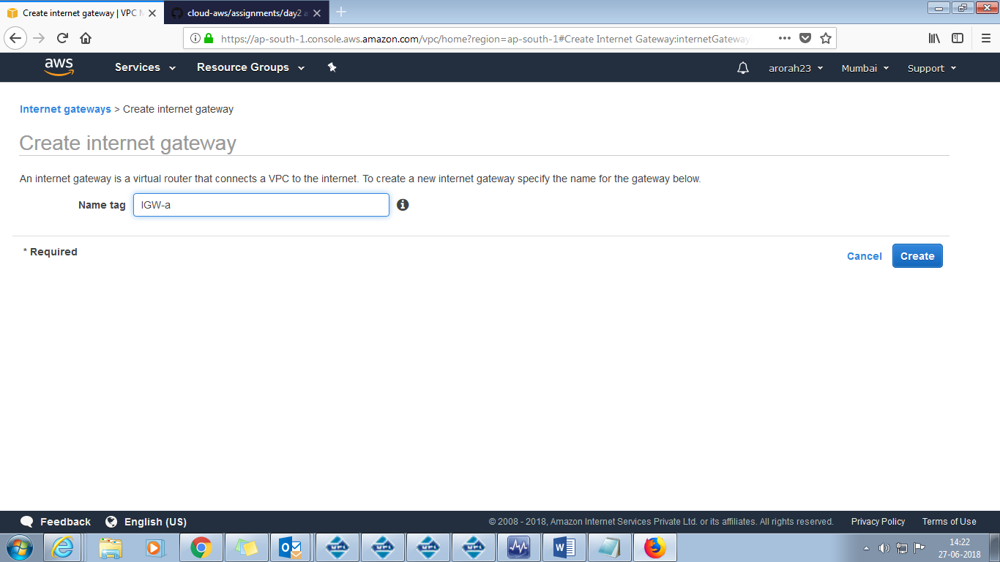 Create internet gateway | VPC M
cloud-aws/assignments/day2 a
https://ap-south-1.console.aws.amazon.com/vpc/home?region=ap-south-1#Create Internet Gateway:internetGateway
aws
Services
Resource Groups
arorah23
Mumbai
Support
Internet gateways > Create internet gateway
Create internet gateway
An internet gateway is a virtual router that connects a VPC to the internet. To create a new internet gateway specify the name for the gateway below.
Name tag
IGW-a
* Required
Cancel
Create
Feedback
English (US)
© 2008 - 2018, Amazon Internet Services Private Ltd. or its affiliates. All rights reserved.
Privacy Policy
Terms of Use
UPL
UPL
UPL
UPL
14:22
27-06-2018